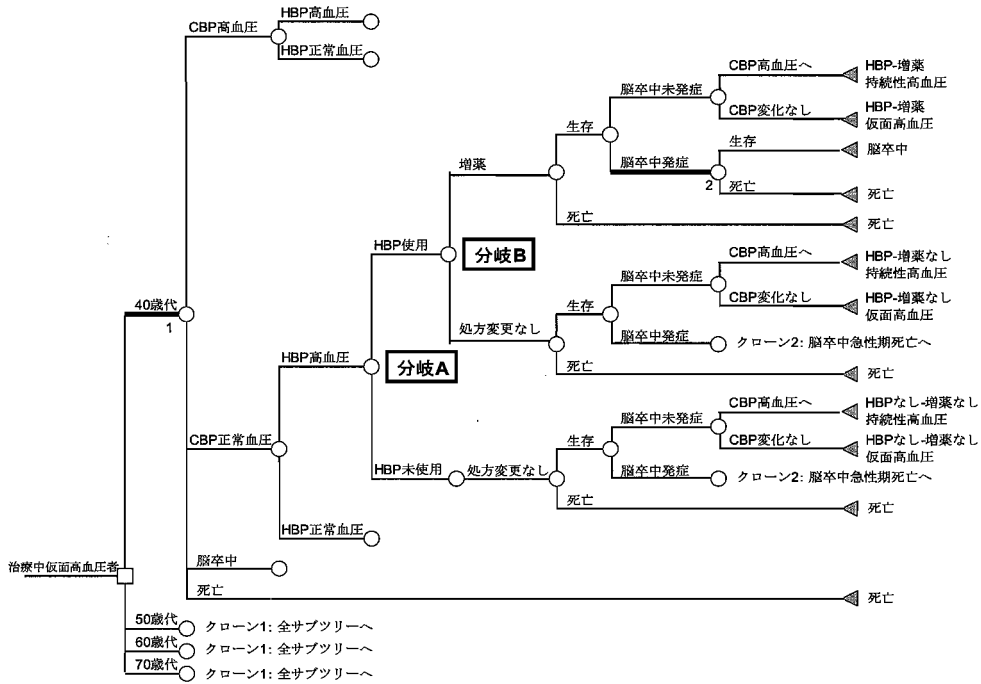 CBP高血圧
HBP高血圧
HBP正常血圧
CBP高血圧へ
HBP-増薬
持続性高血圧
脳卒中未発症
CBP変化なし
HBP-増薬
仮面高血圧
生存
生存
脳卒中
脳卒中発症
2
死亡
死亡
増薬
死亡
死亡
HBP使用
分岐B
CBP高血圧へ
HBP-増薬なし
持続性高血圧
脳卒中未発症
CBP変化なし
HBP-増薬なし
仮面高血圧
生存
処方変更なし
脳卒中発症
クローン2: 脳卒中急性期死亡へ
死亡
死亡
40歳代
1
HBP高血圧
分岐A
CBP高血圧へ
HBPなし-増薬なし
持続性高血圧
脳卒中未発症
CBP変化なし
HBPなし-増薬なし
仮面高血圧
CBP正常血圧
生存
HBP未使用
処方変更なし
脳卒中発症
クローン2: 脳卒中急性期死亡へ
死亡
死亡
HBP正常血圧
治療中仮面高血圧者
脳卒中
死亡
死亡
50歳代
クローン1: 全サブツリーへ
60歳代
クローン1: 全サブツリーへ
70歳代
クローン1: 全サブツリーへ